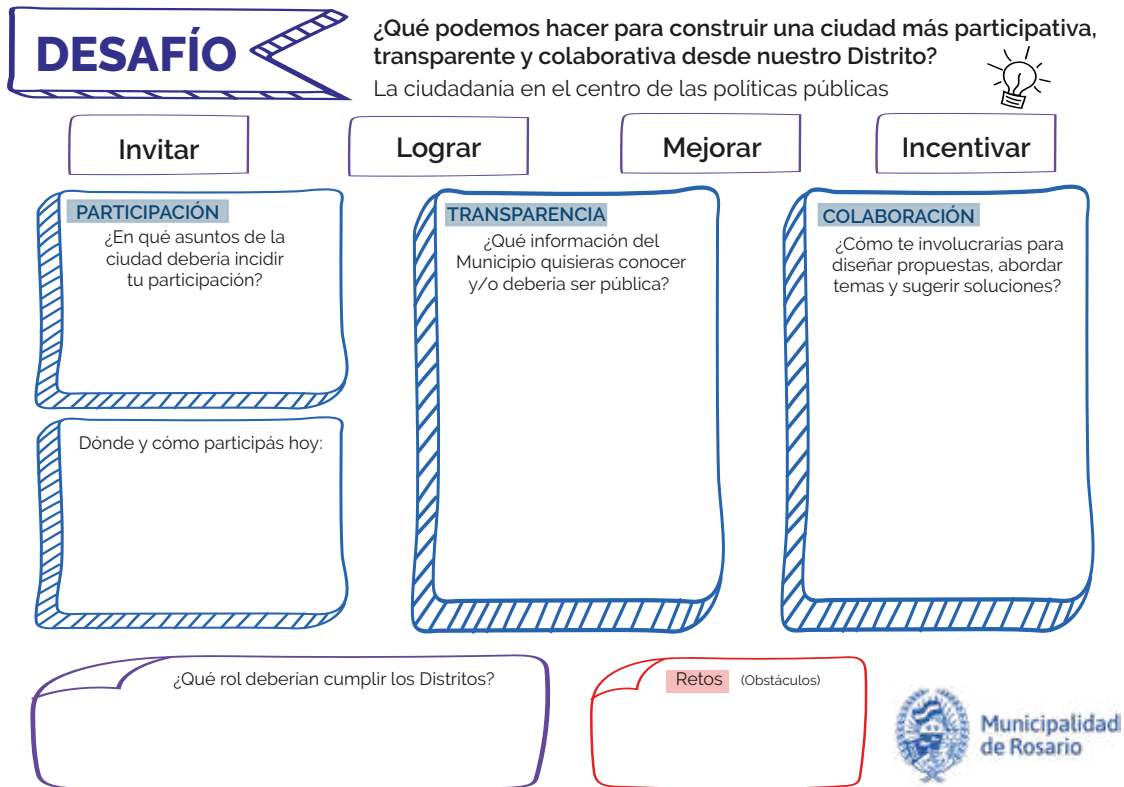 DESAFÍO
¿Qué podemos hacer para construir una ciudad más participativa,
transparente y colaborativa desde nuestro Distrito?
La ciudadanía en el centro de las políticas públicas
Invitar
Lograr
Mejorar
Incentivar
PARTICIPACIÓN
¿En qué asuntos de la
ciudad debería incidir
tu participación?
Dónde y cómo participás hoy:
TRANSPARENCIA
¿Qué información del
Municipio quisieras conocer
y/o debería ser pública?
COLABORACIÓN
¿Cómo te involucrarías para
diseñar propuestas, abordar
temas y sugerir soluciones?
¿Qué rol deberían cumplir los Distritos?
Retos (Obstáculos)
Municipalidad
de Rosario